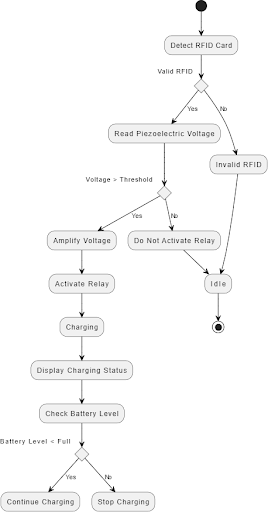 Detect RFID Card
Valid RFID
Yes
No
Read Piezoelectric Voltage
Invalid RFID
Voltage > Threshold
Yes
No
Amplify Voltage
Do Not Activate Relay
Activate Relay
Idle
Charging
Display Charging Status
Check Battery Level
Battery Level < Full
Yes
No
Continue Charging
Stop Charging